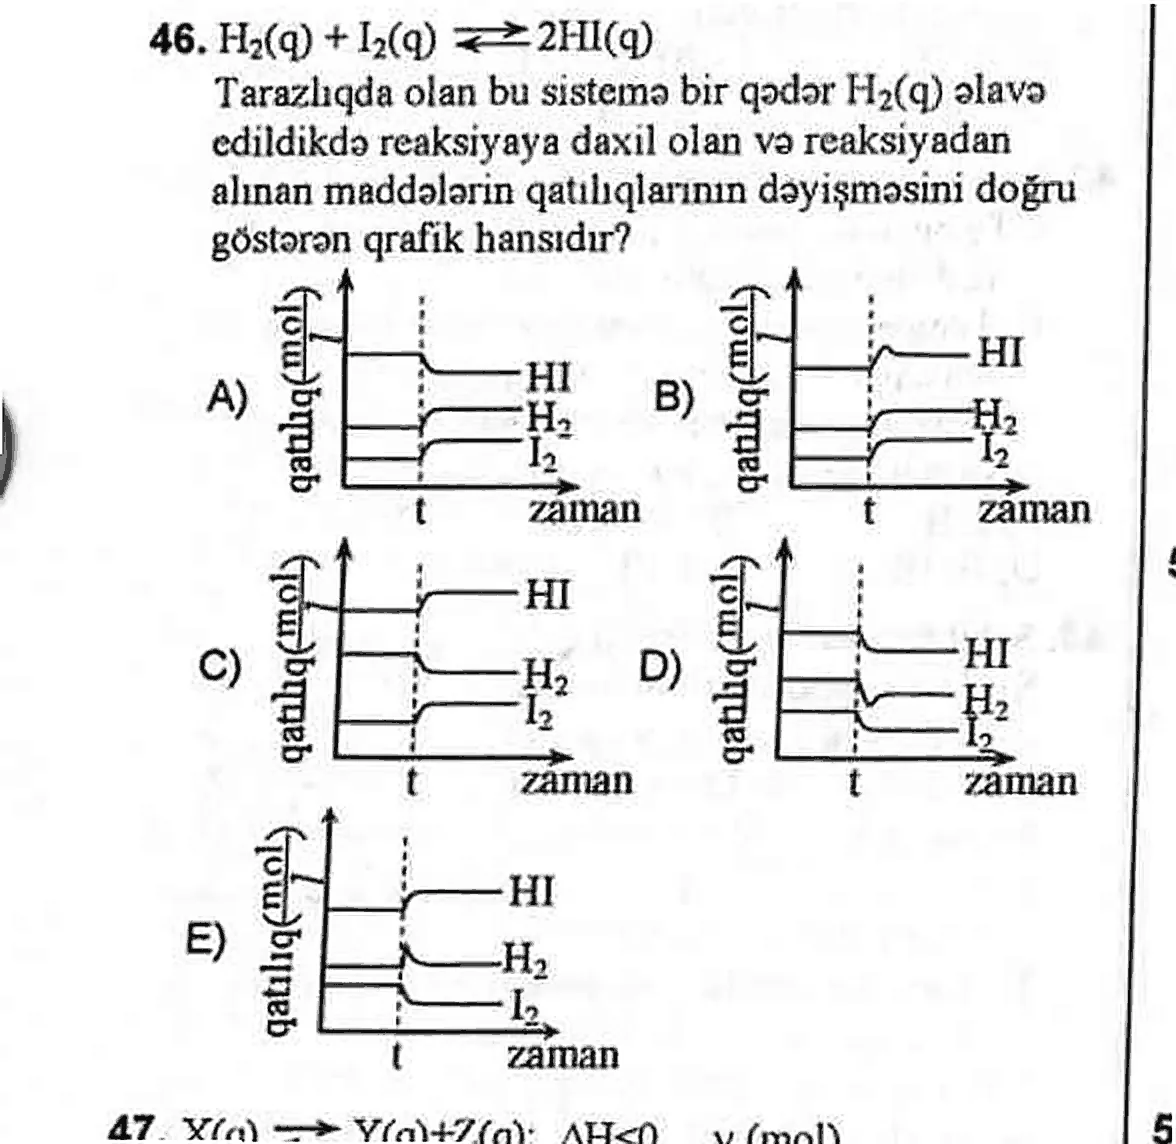 46. H₂(q) + I₂(q) ⇄ 2HI(q)
Tarazlıqda olan bu sistemə bir qədər H₂(q) əlavə
edildikdə reaksiyaya daxil olan və reaksiyadan
alınan maddələrin qatılıqlarının dəyişməsini doğru
göstərən qrafik hansıdır?
A)
qatılıq(mol/l)
HI
H₂
I₂
t zaman
B)
qatılıq(mol/l)
HI
H₂
I₂
t zaman
C)
qatılıq(mol/l)
HI
H₂
I₂
t zaman
D)
qatılıq(mol/l)
HI
H₂
I₂
t zaman
E)
qatılıq(mol/l)
HI
H₂
I₂
t zaman
47. X(q) ⇄ Y(q)+Z(q); ΔH<0 ν (mol)